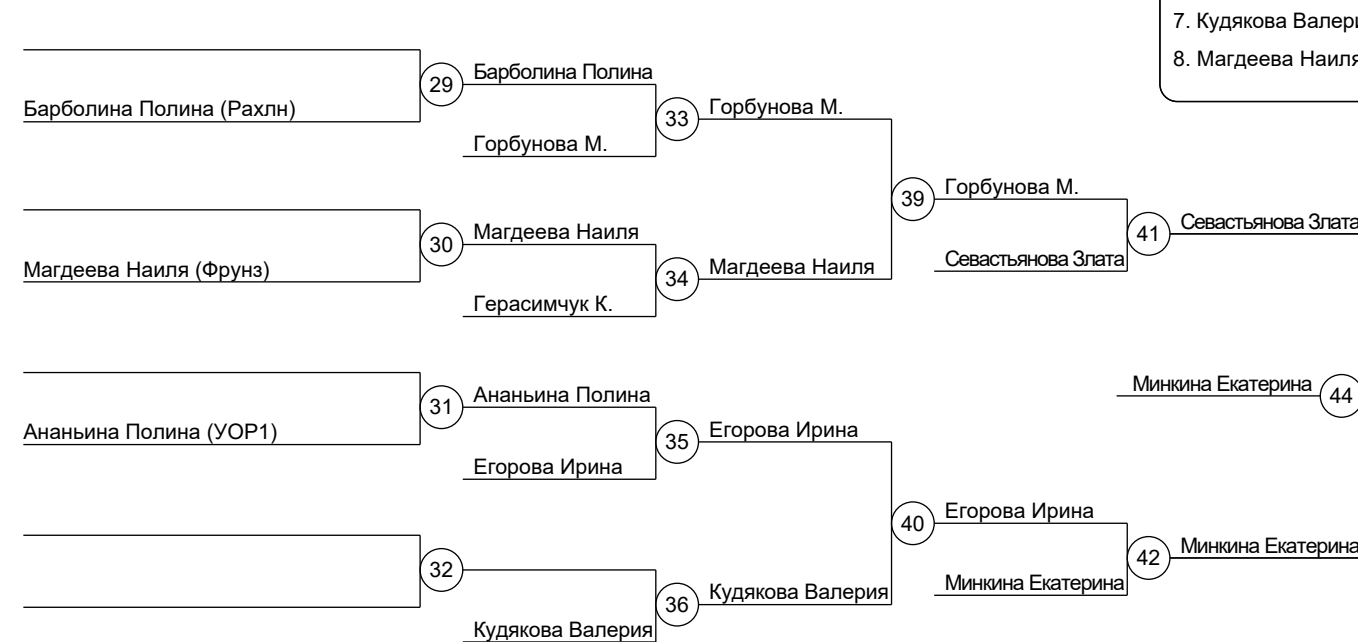 7. Кудякова
8. Магдеева Наиля
29 Барболина Полина
Барболина Полина (Рахлн)
33 Горбунова М.
Горбунова М.
39 Горбунова М.
30 Магдеева Наиля
41 Севастьянова Злата
Магдеева Наиля (Фрунз)
34 Магдеева Наиля
Севастьянова Злата
Герасимчук К.
Минкина Екатерина 44
31 Ананьина Полина
Ананьина Полина (УОР1)
35 Егорова Ирина
Егорова Ирина
40 Егорова Ирина
42 Минкина Екатерина
32
Минкина Екатерина
36 Кудякова Валерия
Кудякова Валерия